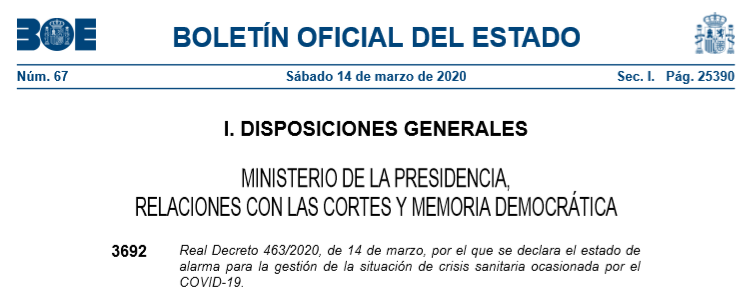 BOE
BOLETÍN OFICIAL DEL ESTADO
Núm. 67 Sábado 14 de marzo de 2020 Sec. I. Pág. 25390
I. DISPOSICIONES GENERALES
MINISTERIO DE LA PRESIDENCIA,
RELACIONES CON LAS CORTES Y MEMORIA DEMOCRÁTICA
3692 Real Decreto 463/2020, de 14 de marzo, por el que se declara el estado de
alarma para la gestión de la situación de crisis sanitaria ocasionada por el
COVID-19.